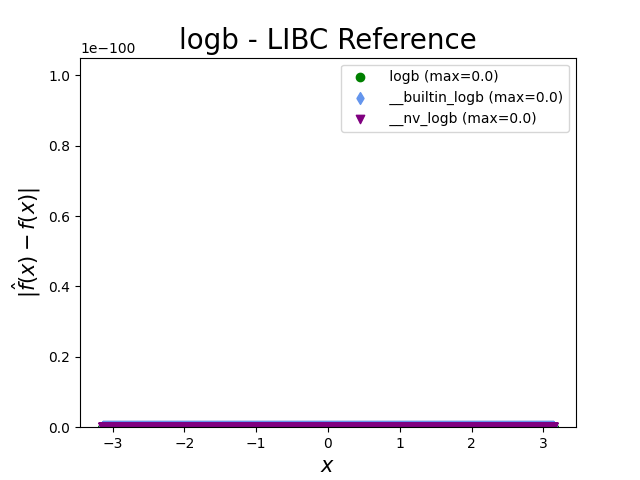 logb - LIBC Reference
1e−100
logb (max=0.0)
__builtin_logb (max=0.0)
__nv_logb (max=0.0)
1.0
0.8
0.6
0.4
0.2
0.0
|f̂(x) − f(x)|
−3
−2
−1
0
1
2
3
x